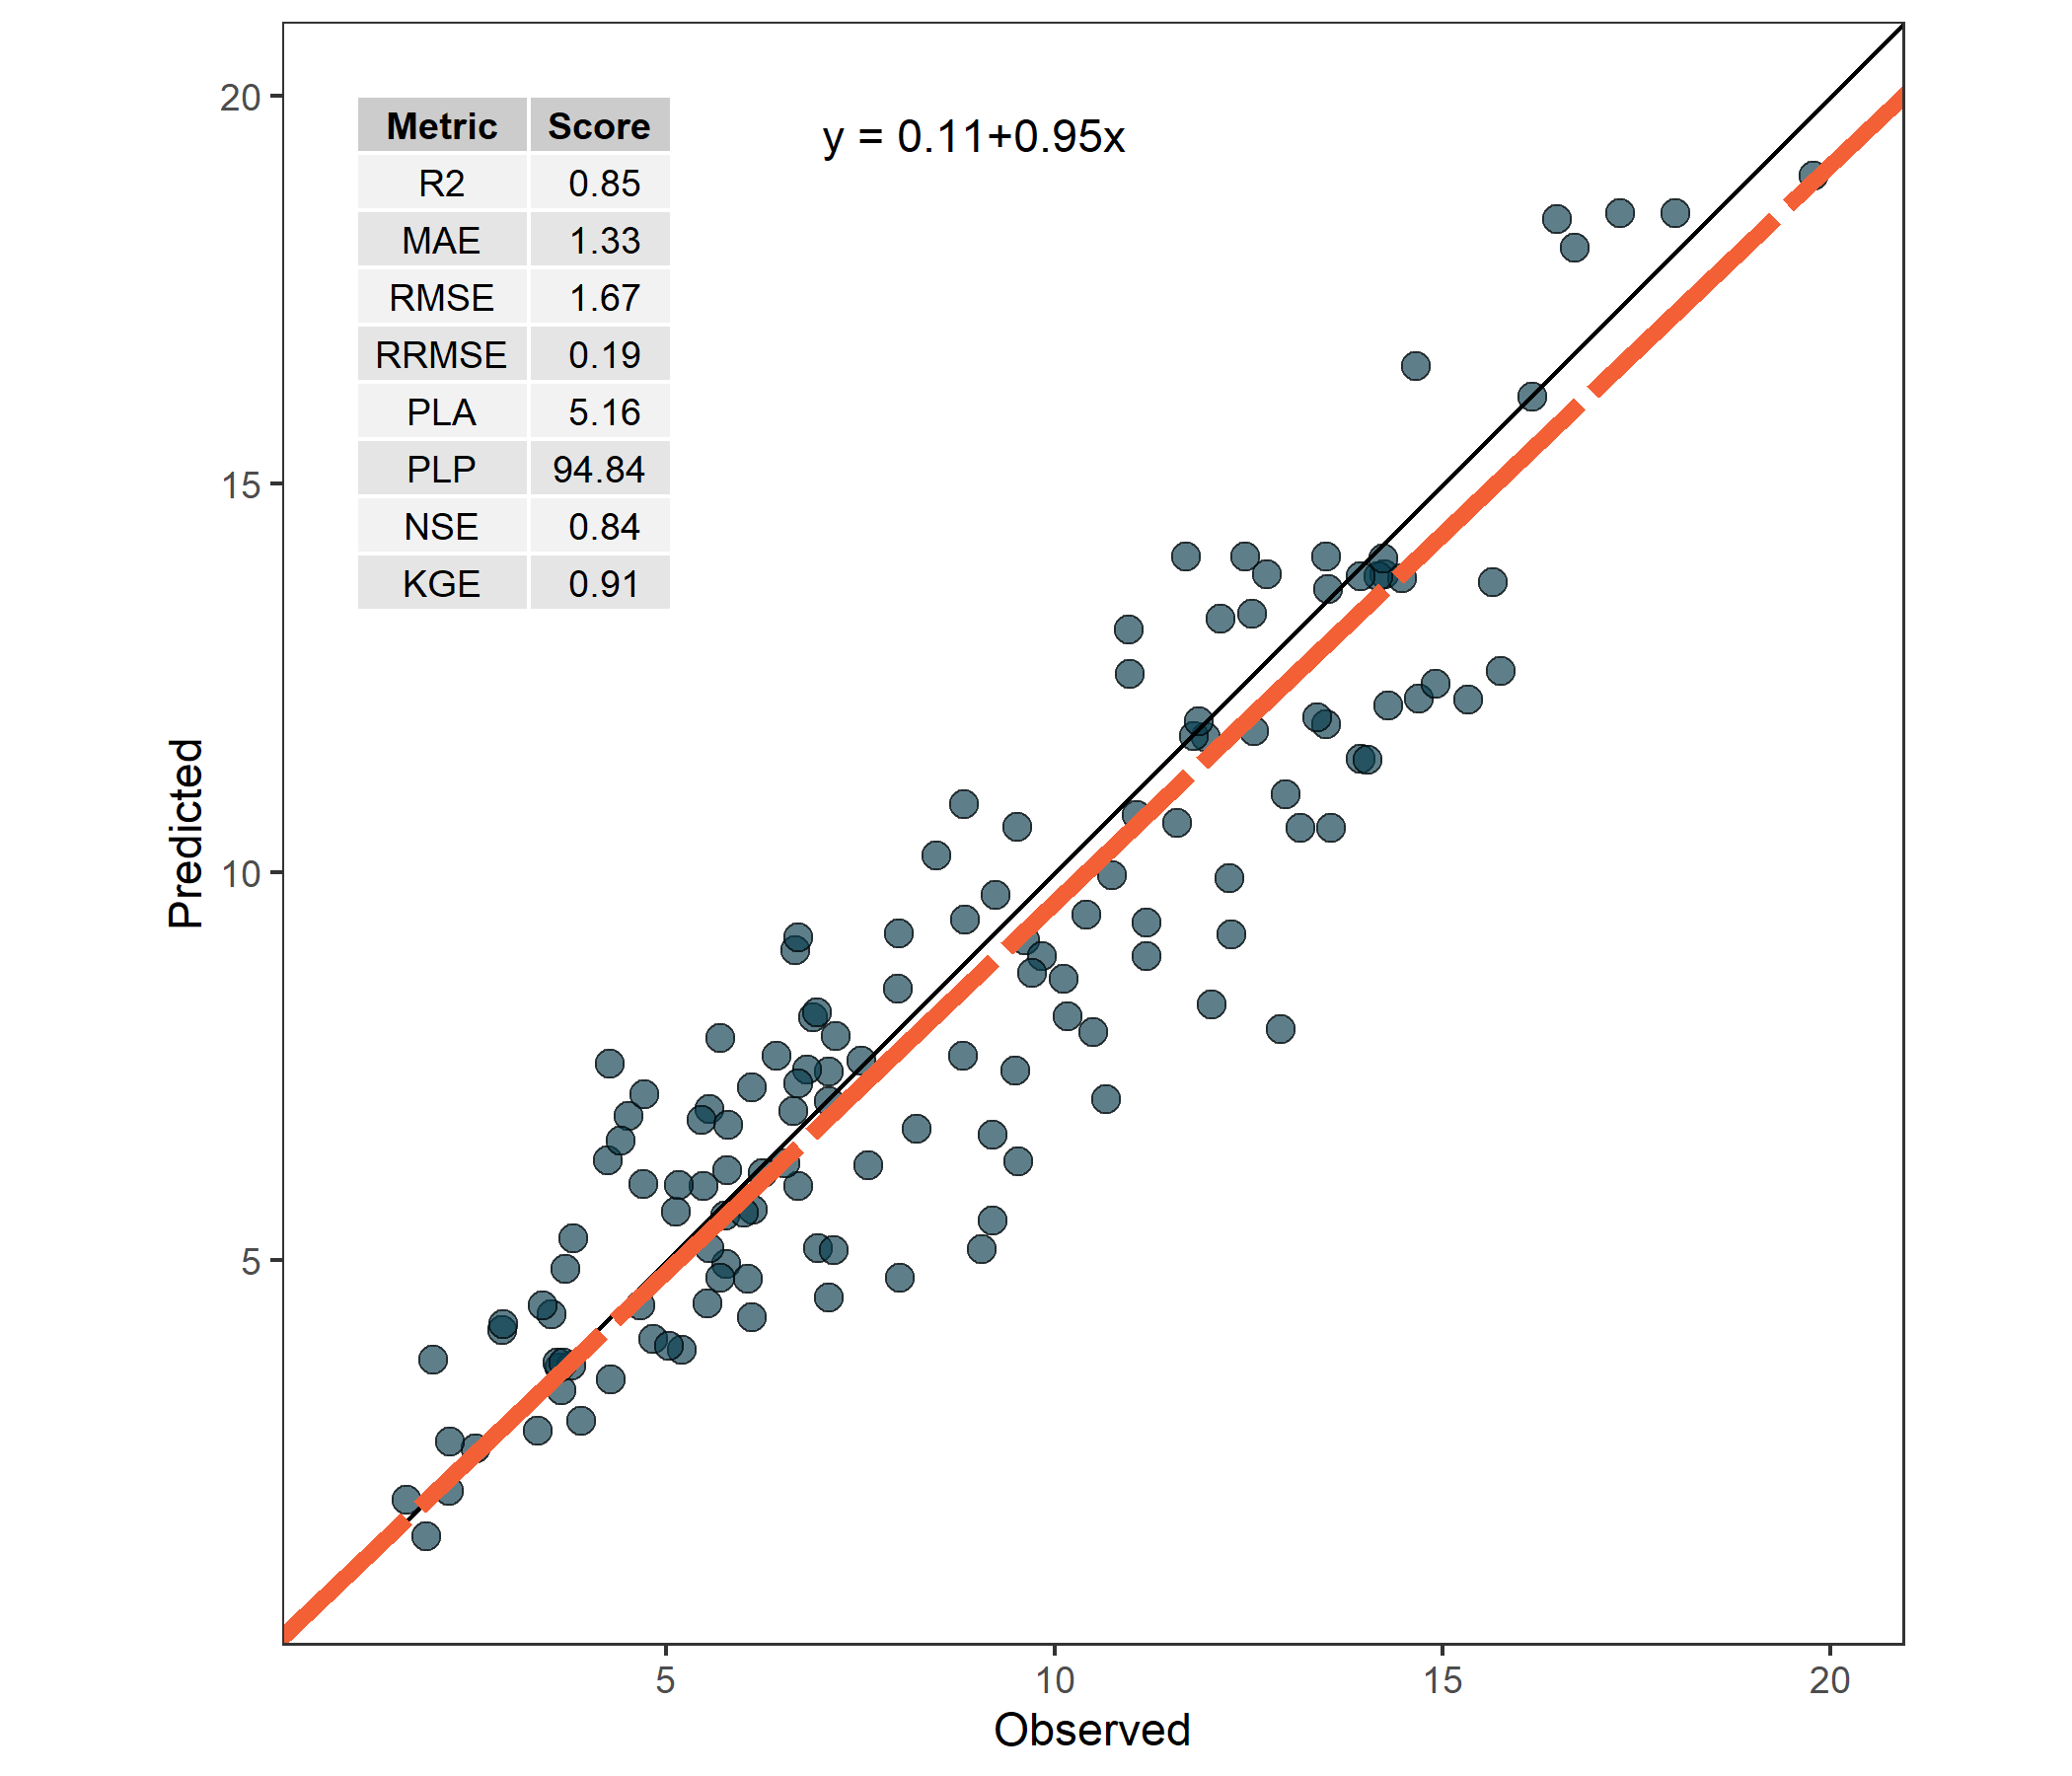 20
15
10
5
Predicted
Metric Score
R2 0.85
MAE 1.33
RMSE 1.67
RRMSE 0.19
PLA 5.16
PLP 94.84
NSE 0.84
KGE 0.91
y = 0.11+0.95x
5 10 15 20
Observed